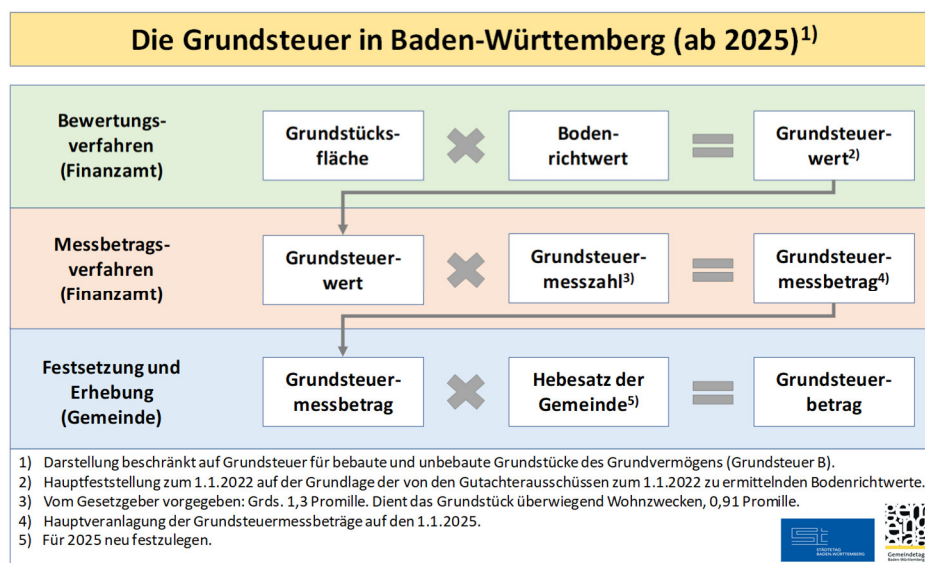 Die Grundsteuer in Baden-Württemberg (ab 2025)1)
Bewertungs-
verfahren
(Finanzamt)
Grundstücks-
fläche
Boden-
richtwert
Grundsteuer-
wert2)
Messbetrags-
verfahren
(Finanzamt)
Grundsteuer-
wert
Grundsteuer-
messzahl3)
Grundsteuer-
messbetrag4)
Festsetzung und
Erhebung
(Gemeinde)
Grundsteuer-
messbetrag
Hebesatz der
Gemeinde5)
Grundsteuer-
betrag
1) Darstellung beschränkt auf Grundsteuer für bebaute und unbebaute Grundstücke des Grundvermögens (Grundsteuer B).
2) Hauptfeststellung zum 1.1.2022 auf der Grundlage der von den Gutachterausschüssen zum 1.1.2022 zu ermittelnden Bodenrichtwerte.
3) Vom Gesetzgeber vorgegeben: Grds. 1,3 Promille. Dient das Grundstück überwiegend Wohnzwecken, 0,91 Promille.
4) Hauptveranlagung der Grundsteuermessbeträge auf den 1.1.2025.
5) Für 2025 neu festzulegen.
STÄDTETAG
BADEN-WÜRTTEMBERG
Gemeindetag
Baden-Württemberg